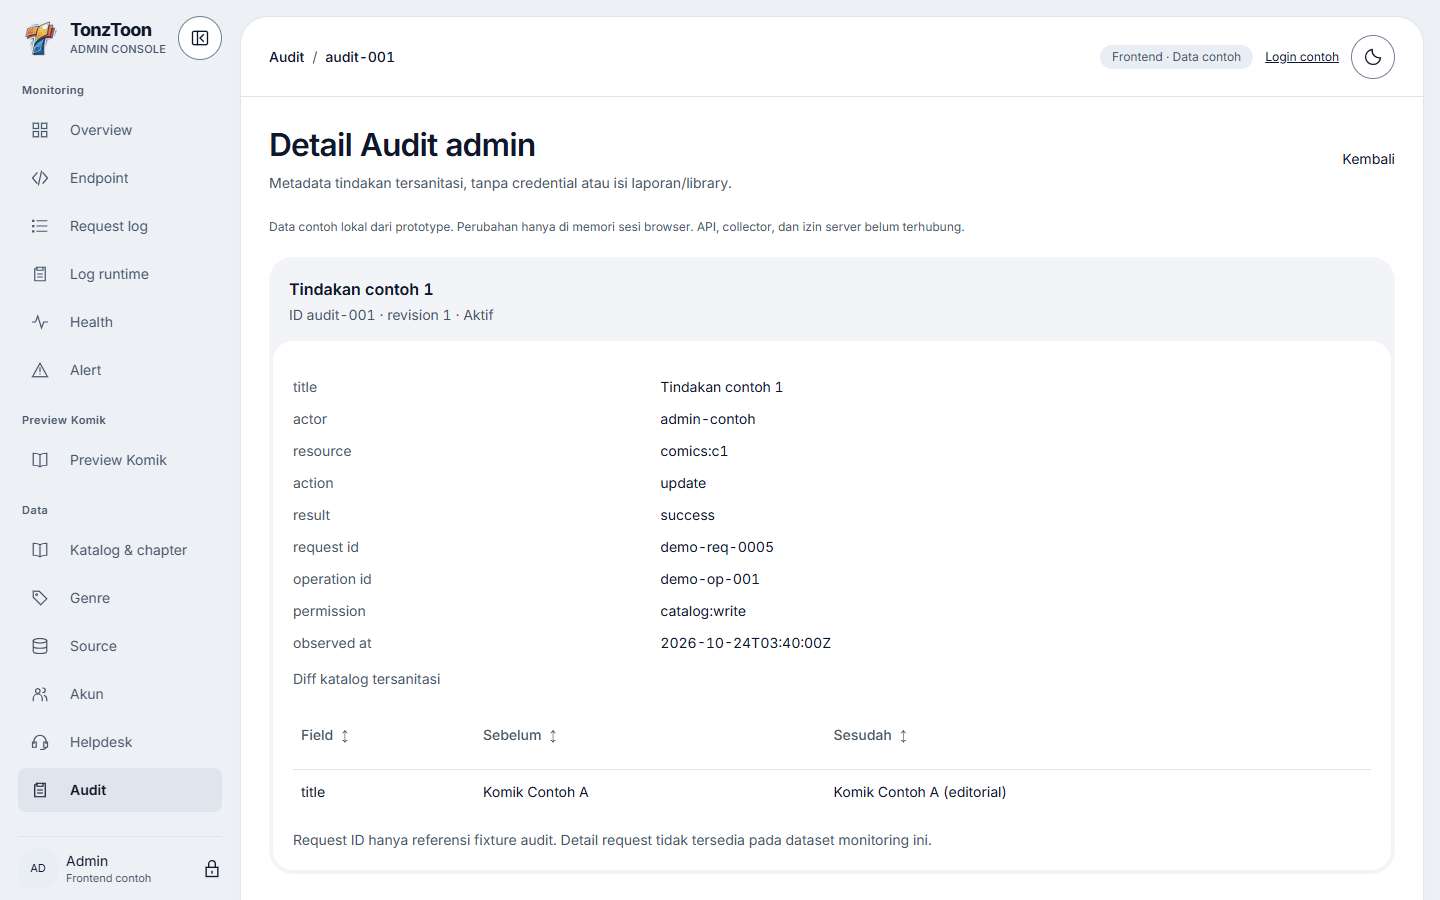 TonzToon
ADMIN CONSOLE
Monitoring
Overview
Endpoint
Request log
Log runtime
Health
Alert
Preview Komik
Preview Komik
Data
Katalog & chapter
Genre
Source
Akun
Helpdesk
Audit
AD
Admin
Frontend contoh
Audit / audit-001
Frontend · Data contoh
Login contoh
Detail Audit admin
Metadata tindakan tersanitasi, tanpa credential atau isi laporan/library.
Kembali
Data contoh lokal dari prototype. Perubahan hanya di memori sesi browser. API, collector, dan izin server belum terhubung.
Tindakan contoh 1
ID audit-001 · revision 1 · Aktif
title Tindakan contoh 1
actor admin-contoh
resource comics:c1
action update
result success
request id demo-req-0005
operation id demo-op-001
permission catalog:write
observed at 2026-10-24T03:40:00Z
Diff katalog tersanitasi
Field Sebelum Sesudah
title Komik Contoh A Komik Contoh A (editorial)
Request ID hanya referensi fixture audit. Detail request tidak tersedia pada dataset monitoring ini.